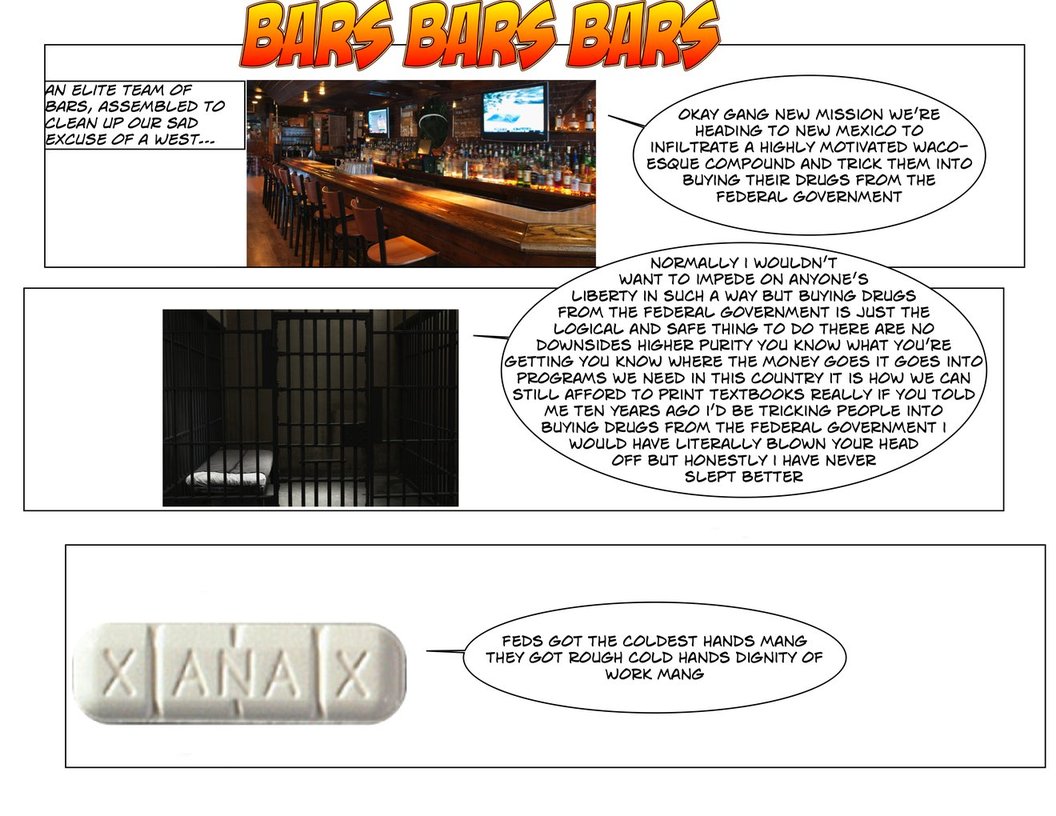 BARS BARS BARS
AN ELITE TEAM OF
BARS, ASSEMBLED TO
CLEAN UP OUR SAD
EXCUSE OF A WEST...
OKAY GANG NEW MISSION WE'RE
HEADING TO NEW MEXICO TO
INFILTRATE A HIGHLY MOTIVATED WACO-
ESQUE COMPOUND AND TRICK THEM INTO
BUYING THEIR DRUGS FROM THE
FEDERAL GOVERNMENT
NORMALLY I WOULDN'T
WANT TO IMPEDE ON ANYONE'S
LIBERTY IN SUCH A WAY BUT BUYING DRUGS
FROM THE FEDERAL GOVERNMENT IS JUST THE
LOGICAL AND SAFE THING TO DO THERE ARE NO
DOWNSIDES HIGHER PURITY YOU KNOW WHAT YOU'RE
GETTING YOU KNOW WHERE THE MONEY GOES IT GOES INTO
PROGRAMS WE NEED IN THIS COUNTRY IT IS HOW WE CAN
STILL AFFORD TO PRINT TEXTBOOKS REALLY IF YOU TOLD
ME TEN YEARS AGO I'D BE TRICKING PEOPLE INTO
BUYING DRUGS FROM THE FEDERAL GOVERNMENT I
WOULD HAVE LITERALLY BLOWN YOUR HEAD
OFF BUT HONESTLY I HAVE NEVER
SLEPT BETTER
XANAX
FEDS GOT THE COLDEST HANDS MANG
THEY GOT ROUGH COLD HANDS DIGNITY OF
WORK MANG